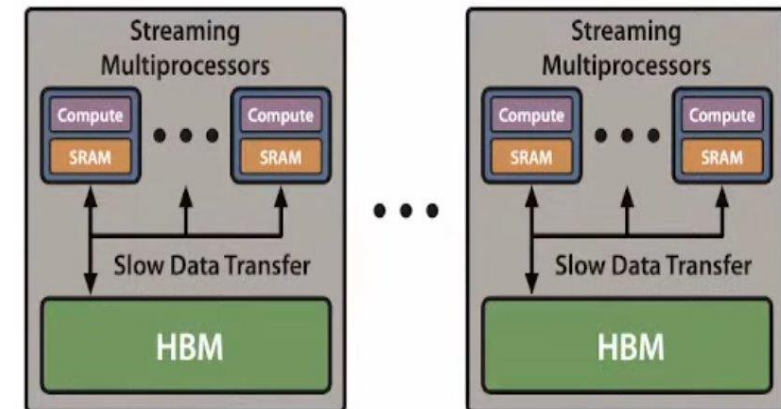 Streaming
Multiprocessors
Compute
SRAM
Compute
SRAM
Slow Data Transfer
HBM
Streaming
Multiprocessors
Compute
SRAM
Compute
SRAM
Slow Data Transfer
HBM